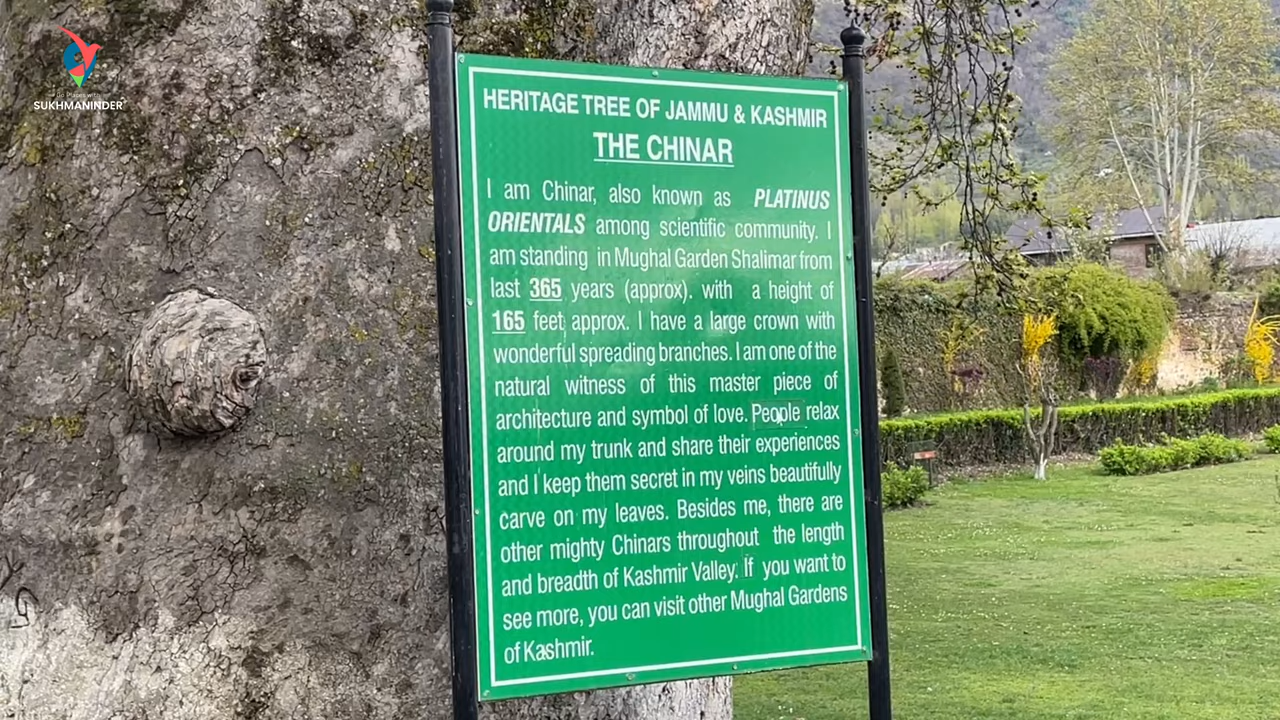 Go Places with
SUKHMANINDER
HERITAGE TREE OF JAMMU & KASHMIR
THE CHINAR
I am Chinar, also known as PLATINUS
ORIENTALS among scientific community. I
am standing in Mughal Garden Shalimar from
last 365 years (approx). with a height of
165 feet approx. I have a large crown with
wonderful spreading branches. I am one of the
natural witness of this master piece of
architecture and symbol of love. People relax
around my trunk and share their experiences
and I keep them secret in my veins beautifully
carve on my leaves. Besides me, there are
other mighty Chinars throughout the length
and breadth of Kashmir Valley. If you want to
see more, you can visit other Mughal Gardens
of Kashmir.